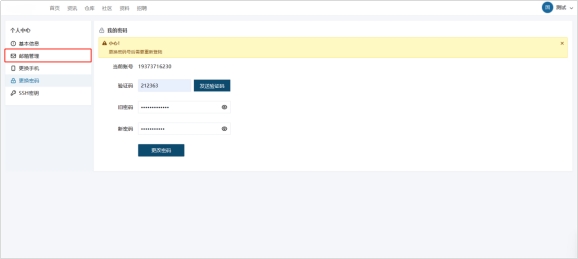 首页 资讯 仓库 社区 资料 招聘
测试
个人中心
基本信息
邮箱管理
更换手机
更换密码
SSH密钥
我的密码
小心!
更换密码后需要重新登陆
当前账号 19373716230
验证码 212363 发送验证码
旧密码
新密码
更改密码